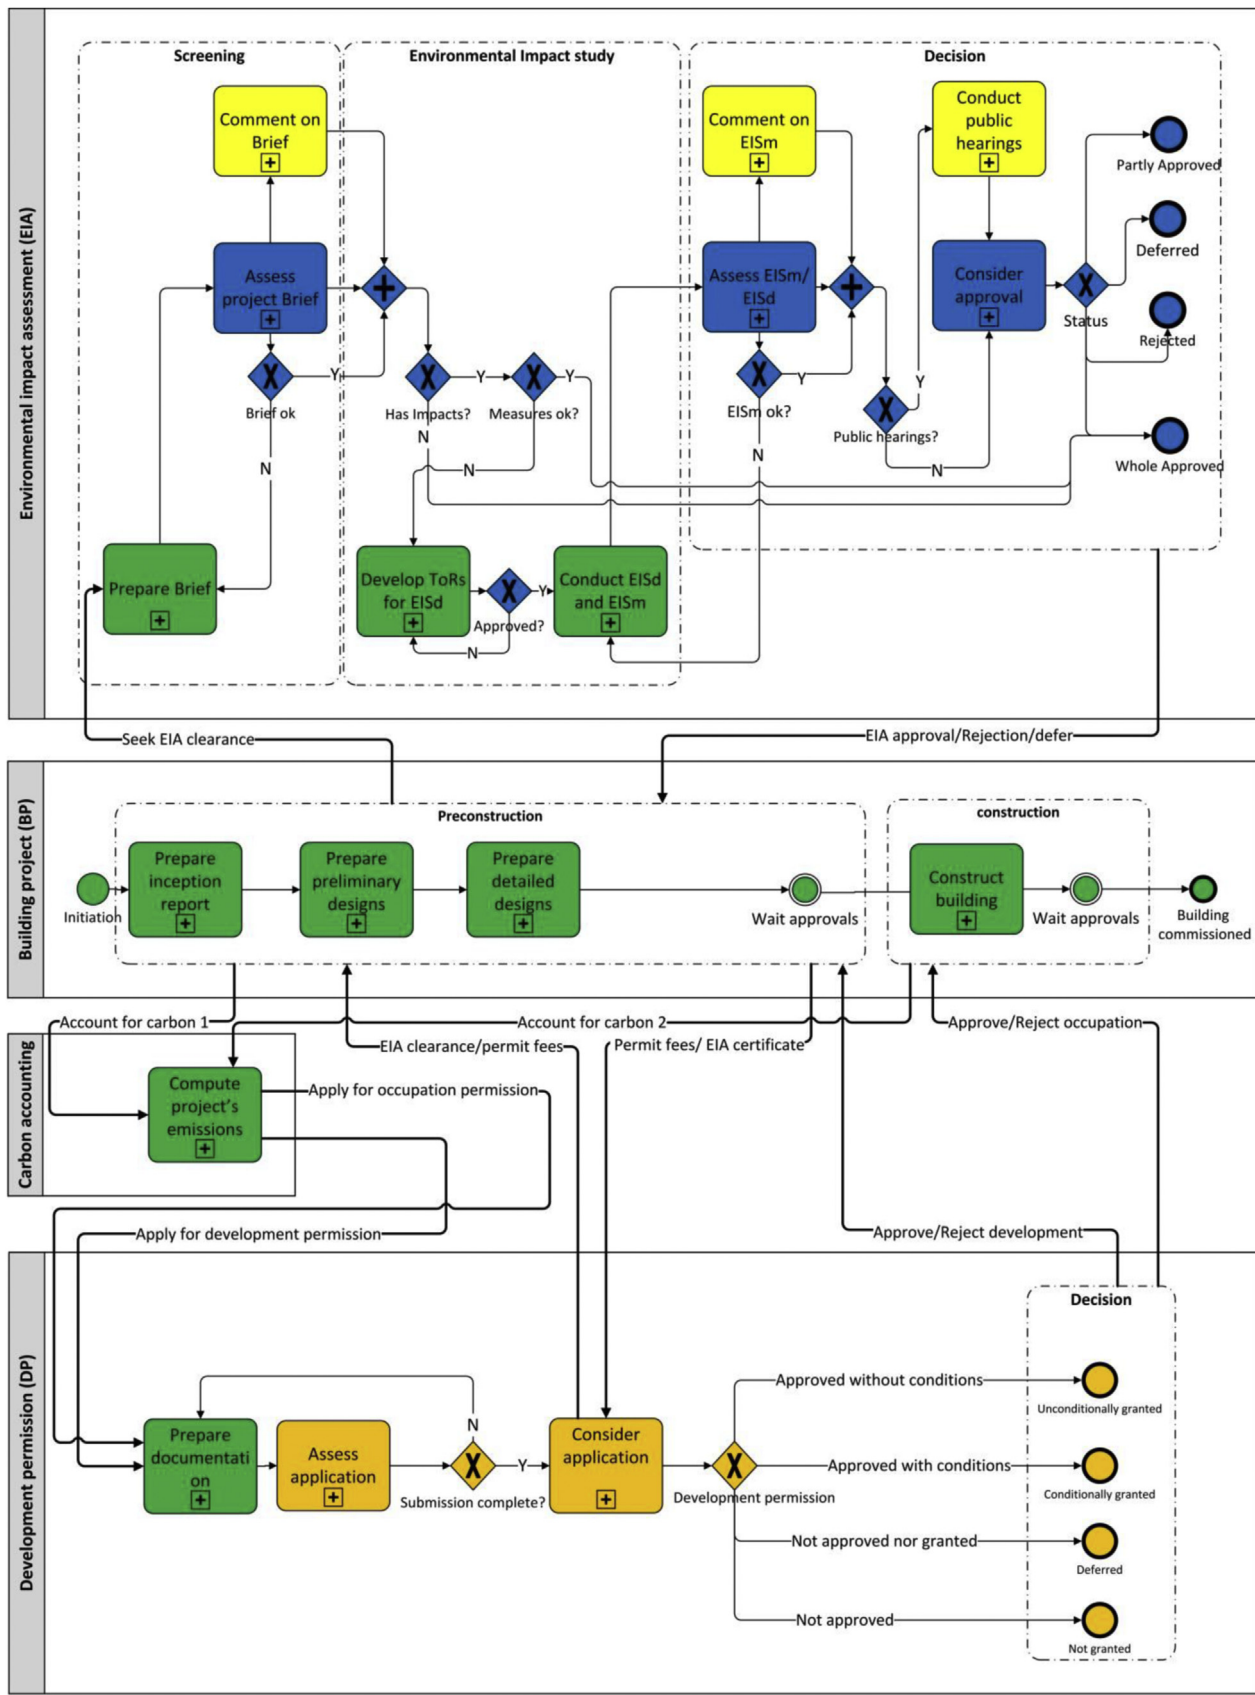 Environmental impact assessment (EIA)
Screening
Environmental Impact study
Decision
Comment on
Brief
Comment on
EISm
Conduct
public
hearings
Partly Approved
Deferred
Assess
project Brief
Assess EISm/
EISd
Consider
approval
Status
Rejected
Y
Y
Y
Y
Y
Brief ok
Has Impacts?
Measures ok?
EISm ok?
Public hearings?
N
N
N
N
N
Whole Approved
Prepare Brief
Develop ToRs
for EISd
Y
Conduct EISd
and EISm
Approved?
N
Seek EIA clearance
EIA approval/Rejection/defer
Building project (BP)
Preconstruction
construction
Initiation
Prepare
inception
report
Prepare
preliminary
designs
Prepare
detailed
designs
Wait approvals
Construct
building
Wait approvals
Building
commissioned
Account for carbon 1
Account for carbon 2
Approve/Reject occupation
EIA clearance/permit fees
Permit fees/ EIA certificate
Carbon accounting
Compute
project's
emissions
Apply for occupation permission
Apply for development permission
Approve/Reject development
Development permission (DP)
Decision
Approved without conditions
Unconditionally granted
N
Prepare
documentati
on
Assess
application
Submission complete?
Y
Consider
application
Development permission
Approved with conditions
Conditionally granted
Not approved nor granted
Deferred
Not approved
Not granted